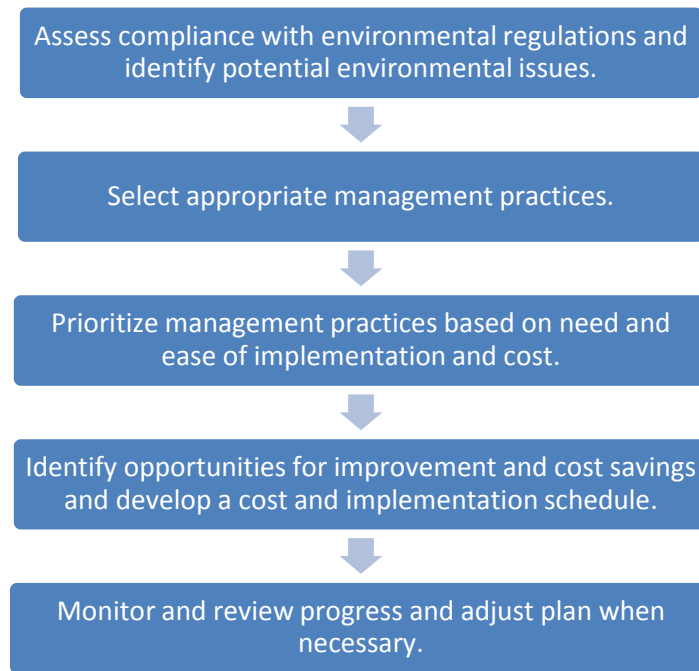 Assess compliance with environmental regulations and
identify potential environmental issues.
Select appropriate management practices.
Prioritize management practices based on need and
ease of implementation and cost.
Identify opportunities for improvement and cost savings
and develop a cost and implementation schedule.
Monitor and review progress and adjust plan when
necessary.